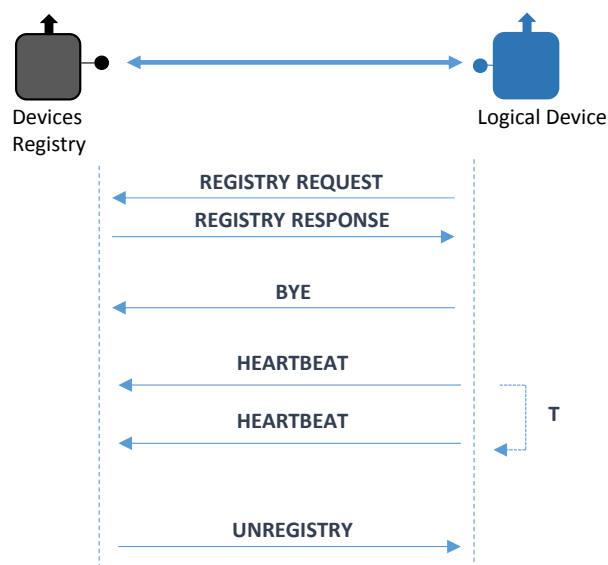 Devices
Registry
Logical Device
REGISTRY REQUEST
REGISTRY RESPONSE
BYE
HEARTBEAT
HEARTBEAT
T
UNREGISTRY